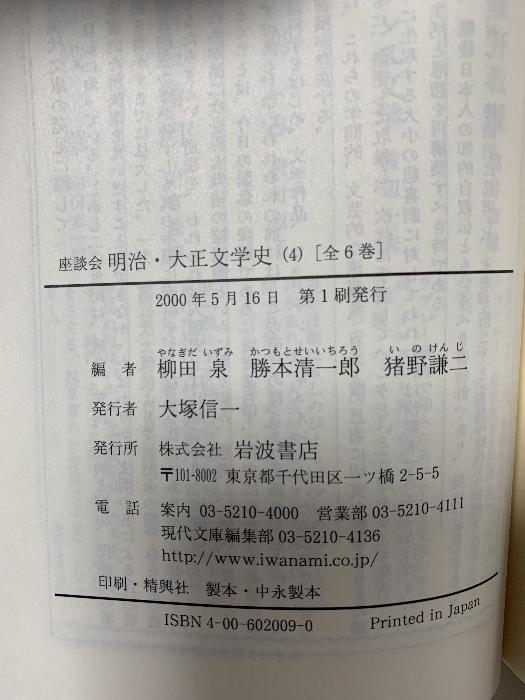 座談会 明治・大正文学史 (4) [全6巻]
2000年5月16日 第1刷発行
やなぎだ いずみ かつもとせいいちろう いの けんじ
編者 柳田 泉 勝本清一郎 猪野謙二
発行者 大塚信一
発行所 株式会社 岩波書店
〒101-8002 東京都千代田区一ツ橋 2-5-5
電話 案内 03-5210-4000 営業部 03-5210-4111
現代文庫編集部 03-5210-4136
http://www.iwanami.co.jp/
印刷・精興社 製本・中永製本
ISBN 4-00-602009-0 Printed in Japan